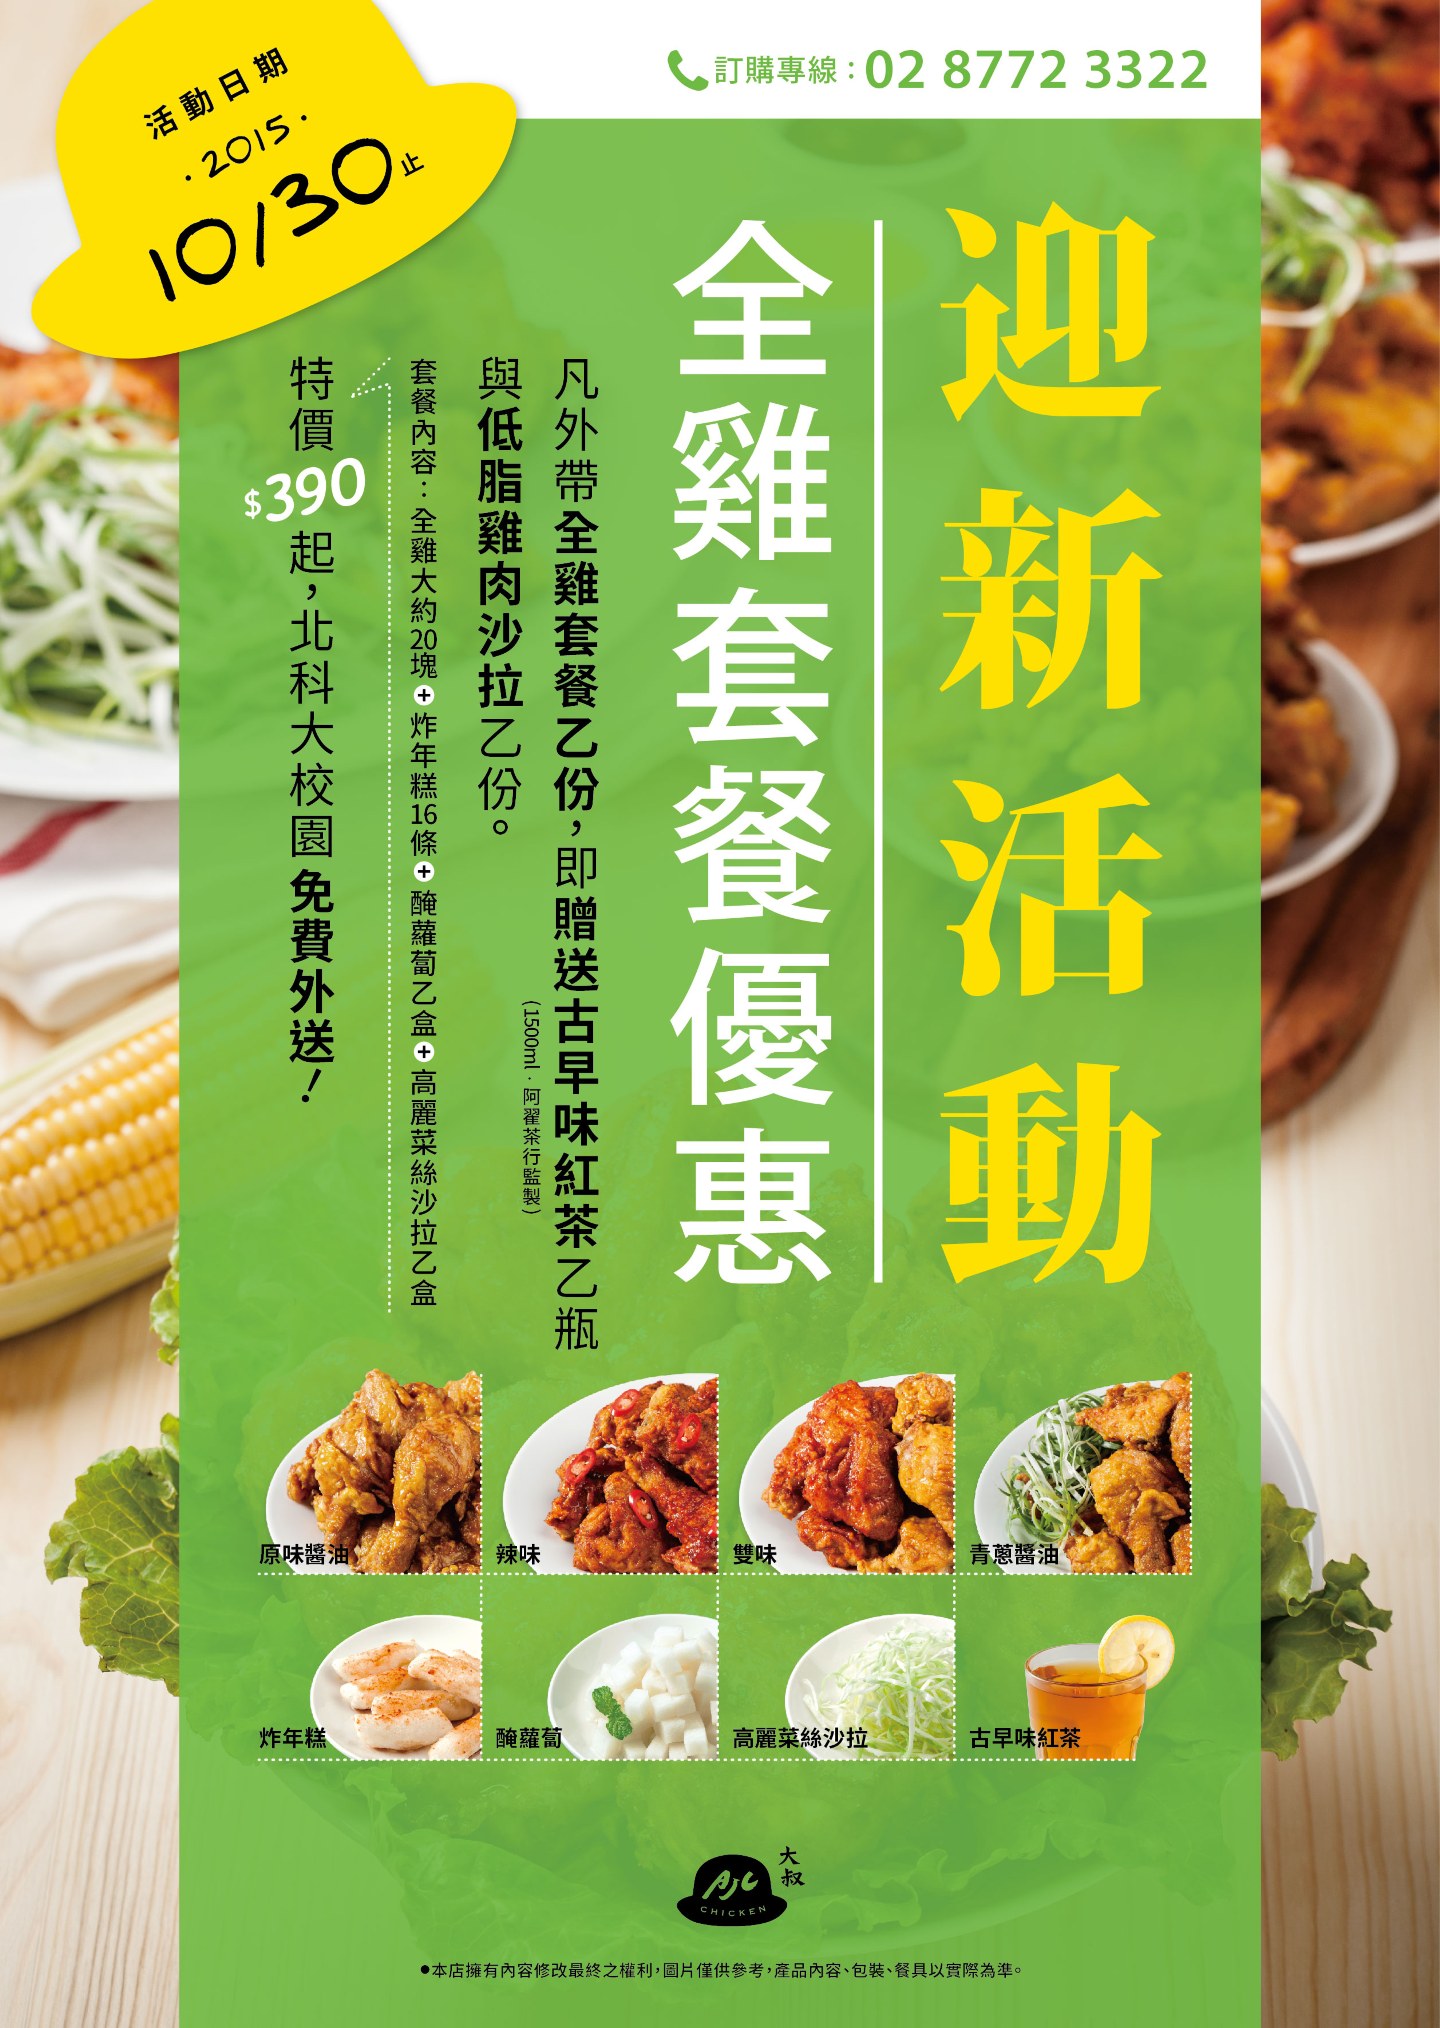 活動日期
·2015·
10/30止
訂購專線：02 8772 3322
迎新活動
全雞套餐優惠
凡外帶全雞套餐乙份，即贈送古早味紅茶乙瓶
(1500ml · 阿翟茶行監製)
與低脂雞肉沙拉乙份。
套餐內容：全雞大約20塊+炸年糕16條+醃蘿蔔乙盒+高麗菜絲沙拉乙盒
特價$390起，北科大校園免費外送！
原味醬油
辣味
雙味
青蔥醬油
炸年糕
醃蘿蔔
高麗菜絲沙拉
古早味紅茶
大叔
AJC
CHICKEN
●本店擁有內容修改最終之權利，圖片僅供參考，產品內容、包裝、餐具以實際為準。